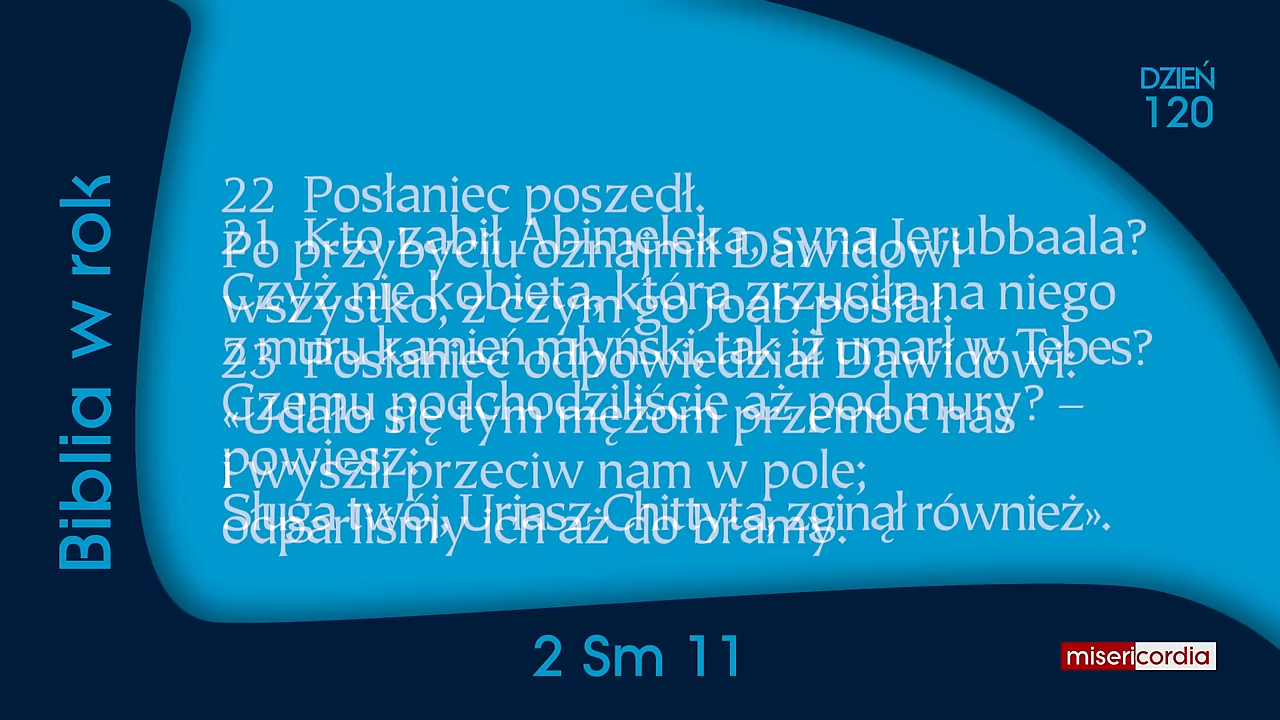 DZIEŃ
120
Biblia w rok
22 Posłaniec poszedł.
Po przybyciu oznajmił Dawidowi
wszystko, z czym go Joab posłał.
23 Posłaniec odpowiedział Dawidowi:
«Udało się tym mężom przemóc nas
i wyszli przeciw nam w pole;
odparliśmy ich aż do bramy.
21 Kto zabił Abimeleka, syna Jerubbaala?
Czyż nie kobieta, która zrzuciła na niego
z muru kamień młyński, tak iż umarł w Tebes?
Czemu podchodziliście aż pod mury? –
powiesz:
Sługa twój, Uriasz Chittyta, zginął również».
2 Sm 11
misericordia